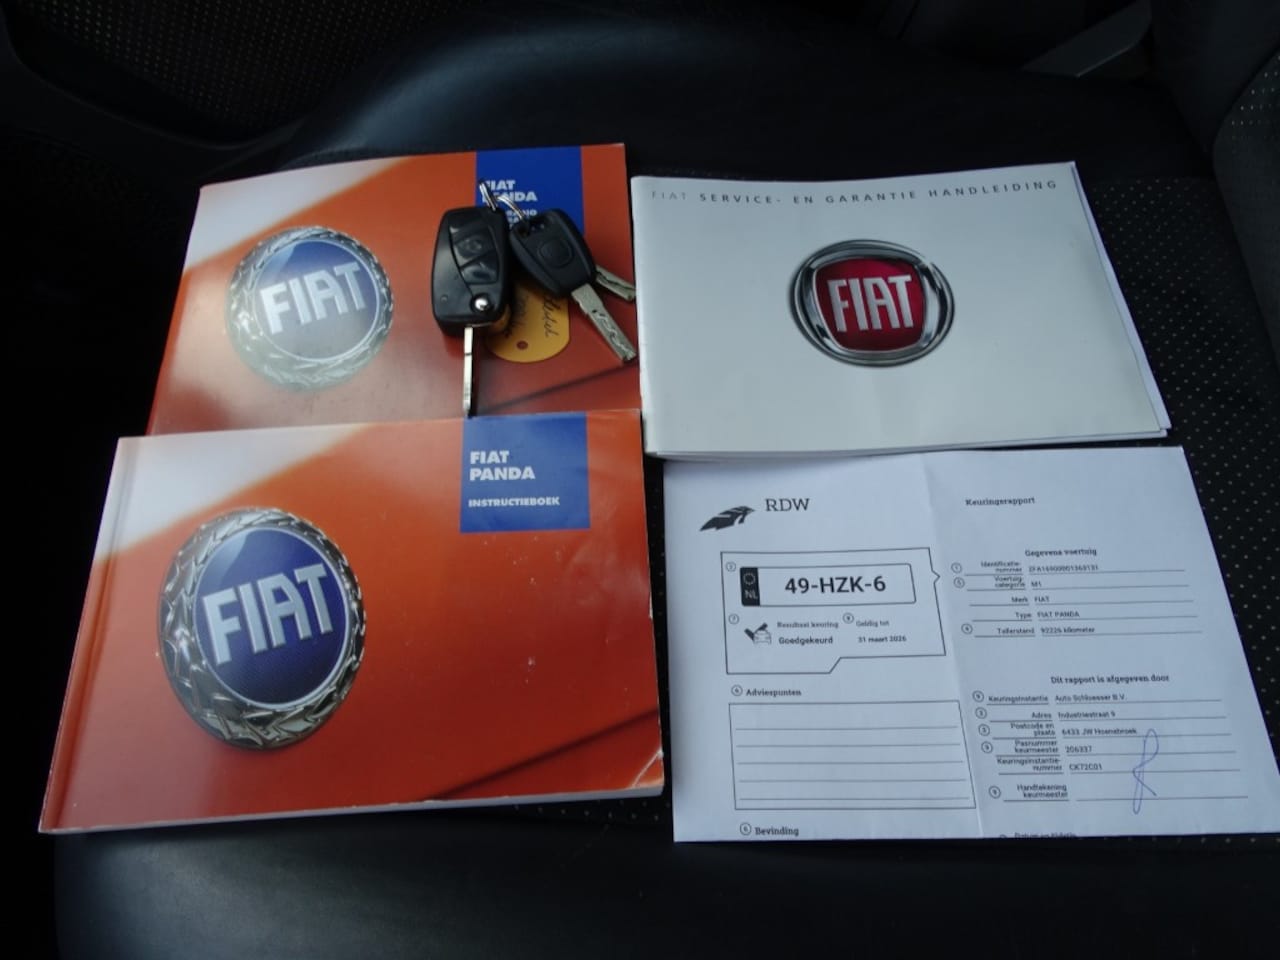 FIAT
PANDA
FIAT
FIAT SERVICE- EN GARANTIE HANDLEIDING
FIAT
FIAT
PANDA
INSTRUCTIEBOEK
FIAT
RDW
Keuringsrapport
NL
49-HZK-6
Resultaat keuring
Goedgekeurd
Geldig tot
31 maart 2026
Adviespunten
Bevinding
Gegevens voertuig
Identificatie-
nummer ZFA16900001369131
Voertuig-
categorie M1
Merk FIAT
Type FIAT PANDA
Tellerstand 92226 kilometer
Dit rapport is afgegeven door
Keuringsinstantie Auto Schloesser B.V.
Adres Industriestraat 9
Postcode en
plaats 6433 JW Hoensbroek
Pasnummer
keurmeester 206337
Keuringsinstantie-
nummer CK72C01
Handtekening
keurmeester